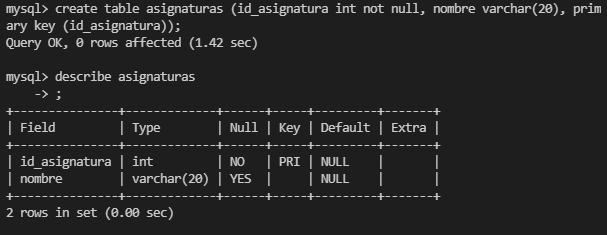 mysql> create table asignaturas (id_asignatura int not null, nombre varchar(20), prim
ary key (id_asignatura));
Query OK, 0 rows affected (1.42 sec)

mysql> describe asignaturas
    -> ;
+---------------+-------------+------+-----+---------+-------+
| Field         | Type        | Null | Key | Default | Extra |
+---------------+-------------+------+-----+---------+-------+
| id_asignatura | int         | NO   | PRI | NULL    |       |
| nombre        | varchar(20) | YES  |     | NULL    |       |
+---------------+-------------+------+-----+---------+-------+
2 rows in set (0.00 sec)